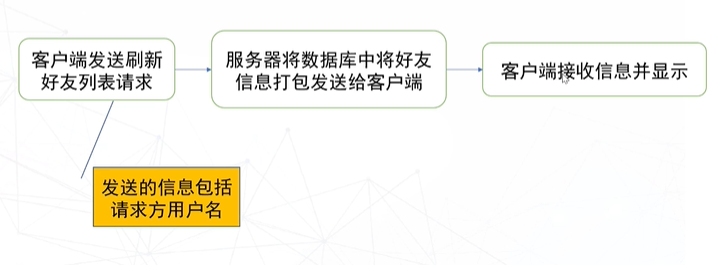 客户端发送刷新
好友列表请求
服务器将数据库中将好友
信息打包发送给客户端
客户端接收信息并显示
发送的信息包括
请求方用户名